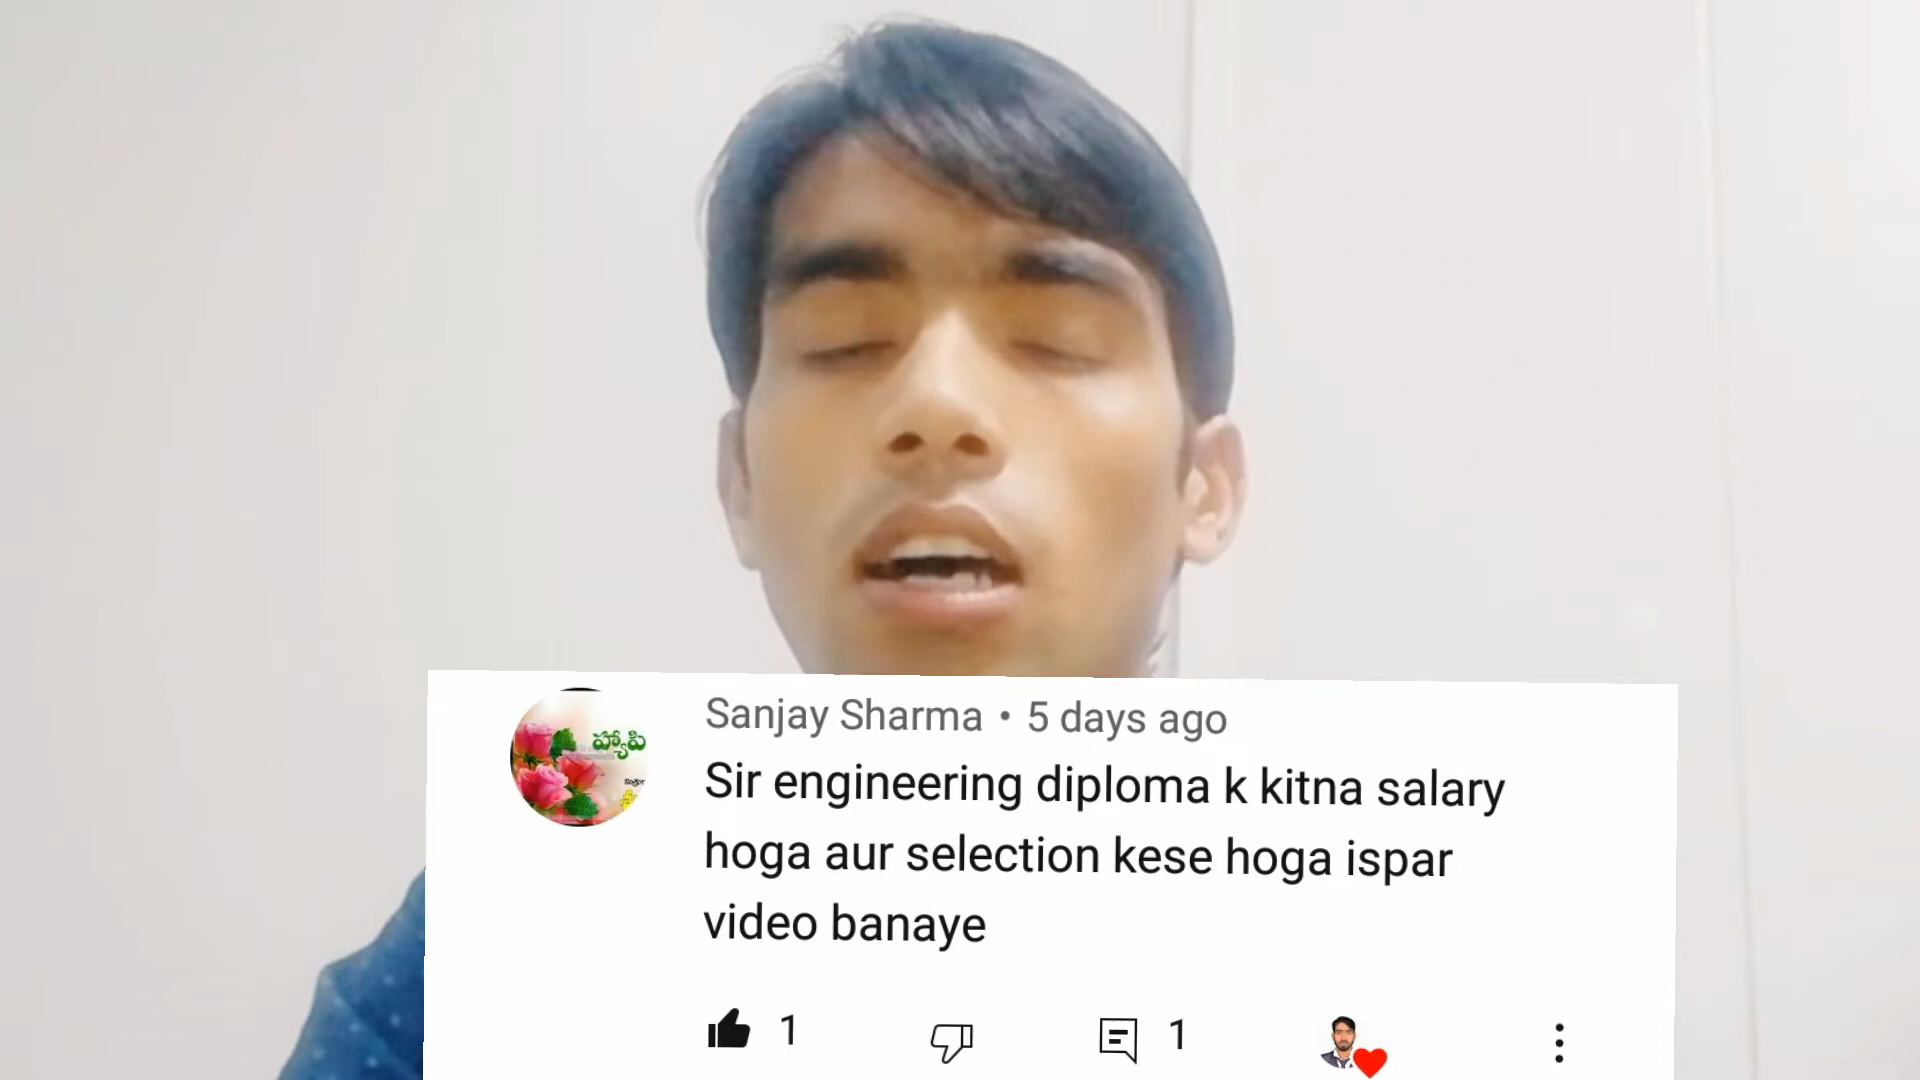 Sanjay Sharma • 5 days ago
హ్యాపి
Sir engineering diploma k kitna salary
hoga aur selection kese hoga ispar
video banaye
1
1